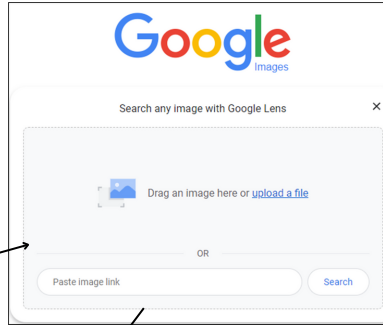 Google
Images
Search any image with Google Lens
Drag an image here or upload a file
OR
Paste image link
Search